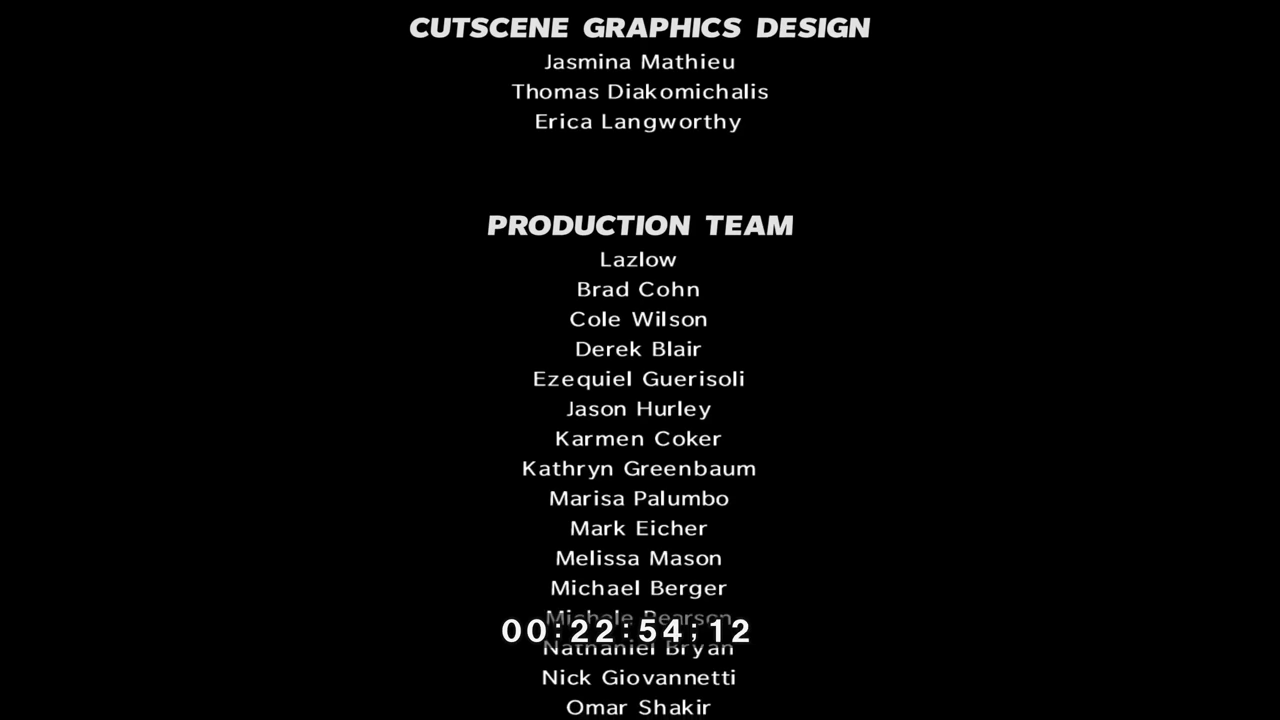 CUTSCENE GRAPHICS DESIGN
Jasmina Mathieu
Thomas Diakomichalis
Erica Langworthy
PRODUCTION TEAM
Lazlow
Brad Cohn
Cole Wilson
Derek Blair
Ezequiel Guerisoli
Jason Hurley
Karmen Coker
Kathryn Greenbaum
Marisa Palumbo
Mark Eicher
Melissa Mason
Michael Berger
Michele Pearson
00:22:54;12
Nathaniel Bryan
Nick Giovannetti
Omar Shakir